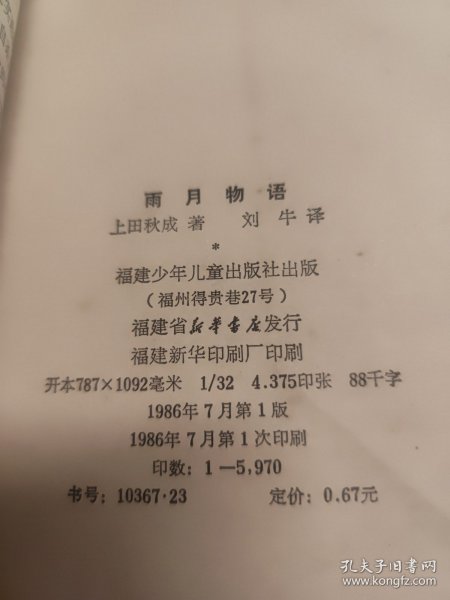 雨月物语
上田秋成 著 刘 牛 译
*
福建少年儿童出版社出版
(福州得贵巷27号)
福建省新华书店发行
福建新华印刷厂印刷
开本787×1092毫米 1/32 4.375印张 88千字
1986年7月第1版
1986年7月第1次印刷
印数:1—5,970
书号:10367·23 定价:0.67元
孔夫子旧书网
www.kongfz.com